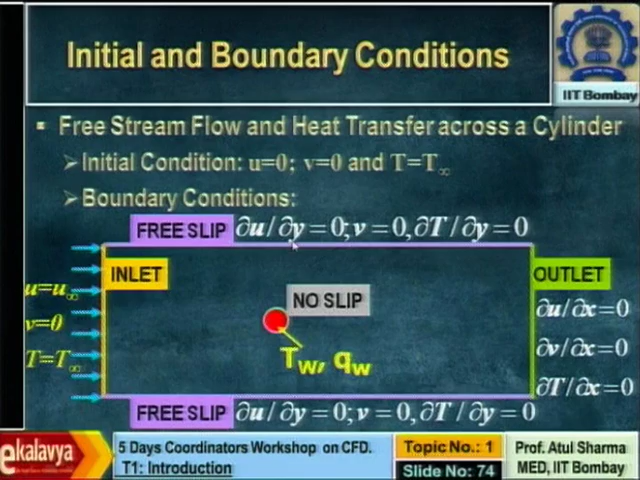 Initial and Boundary Conditions
IIT Bombay
▪ Free Stream Flow and Heat Transfer across a Cylinder
➢Initial Condition: u=0; v=0 and T=T∞
➢Boundary Conditions:
FREE SLIP ∂u/∂y=0;v=0,∂T/∂y=0
INLET
OUTLET
NO SLIP
u=u∞
v=0
T=T∞
∂u/∂x=0
∂v/∂x=0
∂T/∂x=0
Tw, qw
FREE SLIP ∂u/∂y=0;v=0,∂T/∂y=0
ekalavya
5 Days Coordinators Workshop on CFD.
T1: Introduction
Topic No.: 1
Slide No: 74
Prof. Atul Sharma
MED, IIT Bombay